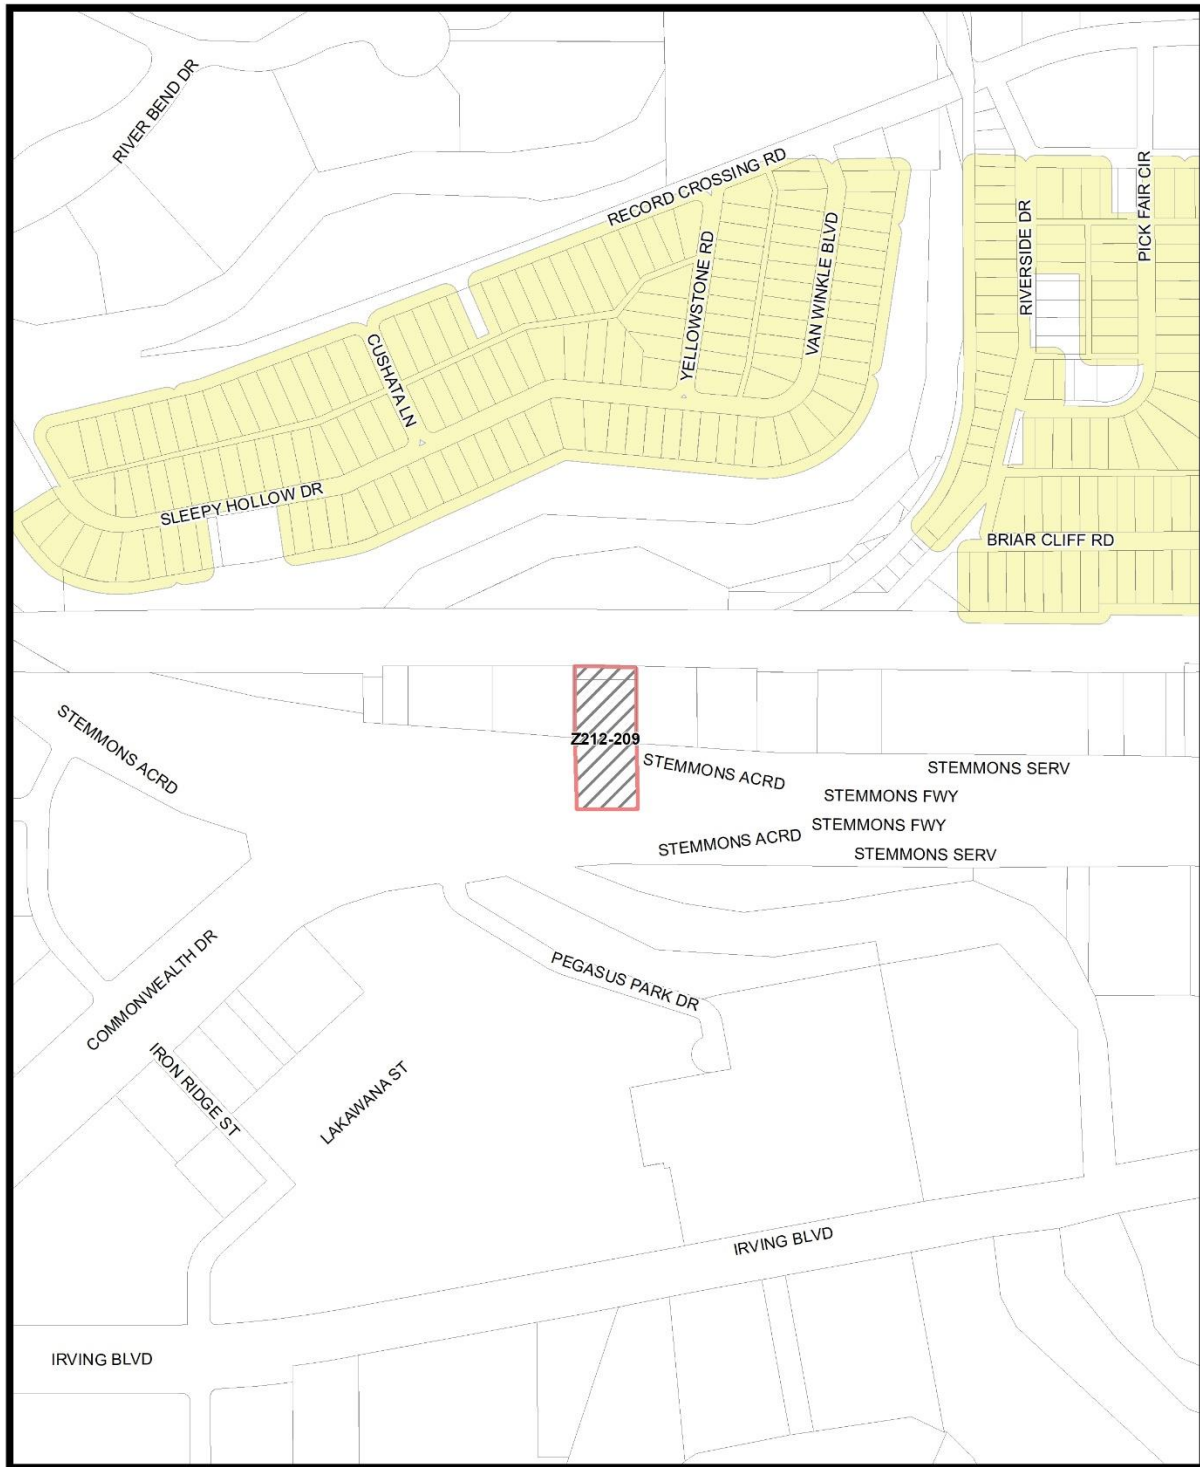 RIVER BEND DR
RECORD CROSSING RD
PICK FAIR CIR
RIVERSIDE DR
VAN WINKLE BLVD
YELLOWSTONE RD
CUSHATA LN
SLEEPY HOLLOW DR
BRIAR CLIFF RD
STEMMONS ACRD
Z212-209
STEMMONS ACRD
STEMMONS SERV
STEMMONS FWY
STEMMONS FWY
STEMMONS ACRD
STEMMONS SERV
COMMONWEALTH DR
PEGASUS PARK DR
IRON RIDGE ST
LAKAWANA ST
IRVING BLVD
IRVING BLVD